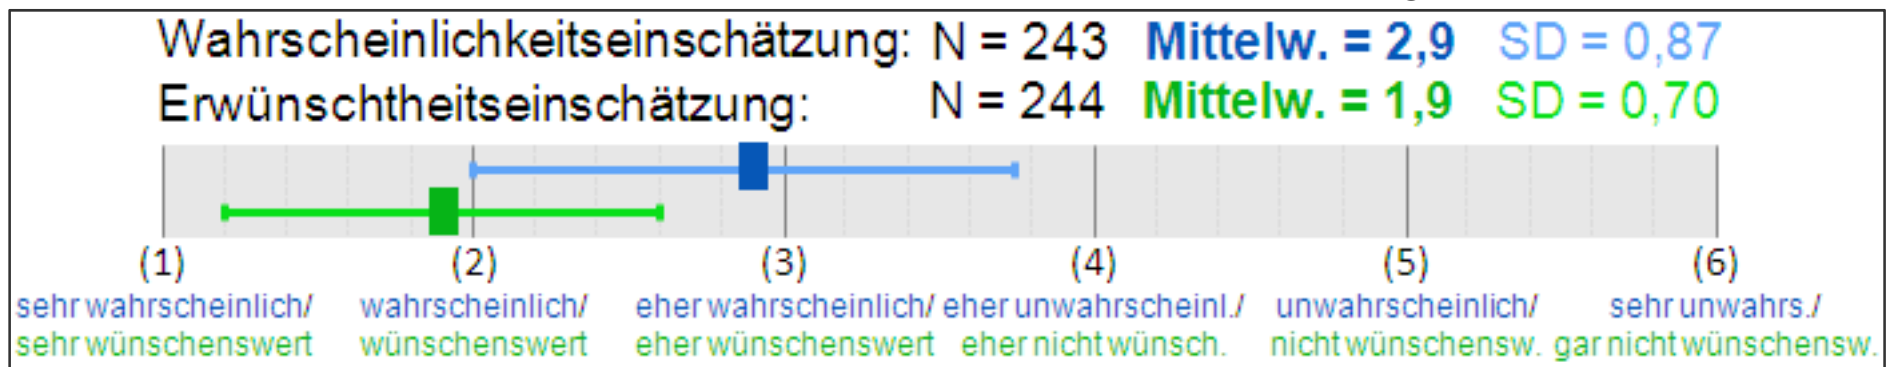 Wahrscheinlichkeitseinschätzung: N = 243 Mittelw. = 2,9 SD = 0,87
Erwünschtheitseinschätzung: N = 244 Mittelw. = 1,9 SD = 0,70
(1) (2) (3) (4) (5) (6)
sehr wahrscheinlich/ wahrscheinlich/ eher wahrscheinlich/ eher unwahrscheinl./ unwahrscheinlich/ sehr unwahrs./
sehr wünschenswert wünschenswert eher wünschenswert eher nicht wünsch. nicht wünschensw. gar nicht wünschensw.